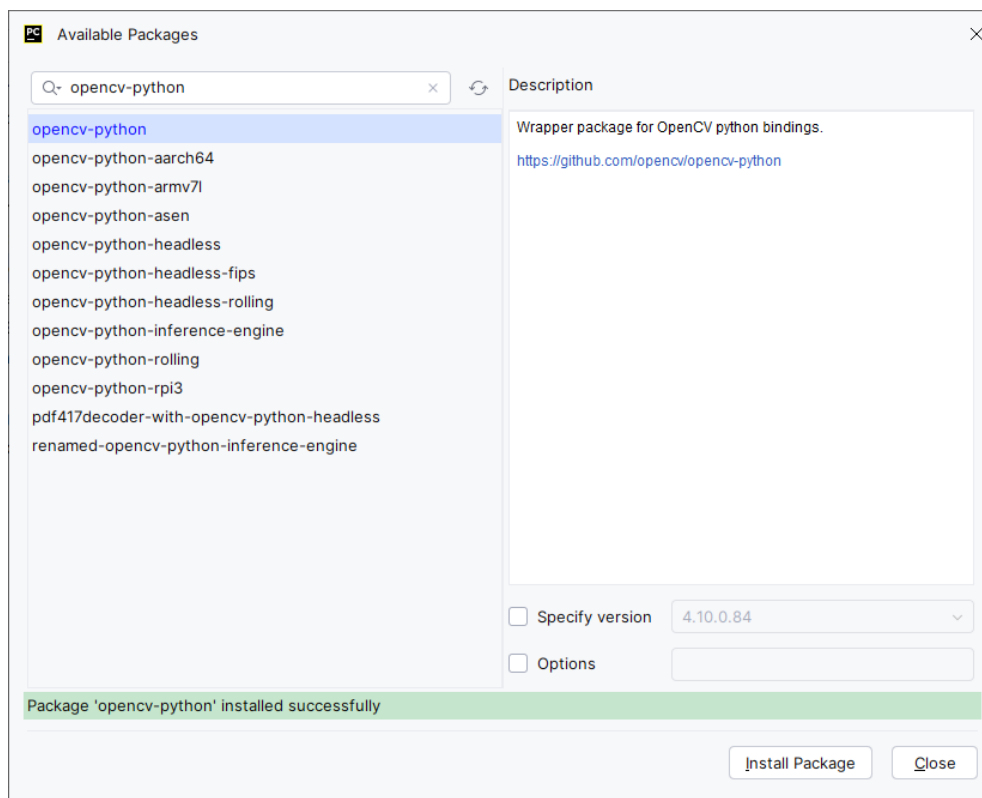 PC Available Packages
opencv-python
Description
opencv-python
opencv-python-aarch64
opencv-python-armv7l
opencv-python-asen
opencv-python-headless
opencv-python-headless-fips
opencv-python-headless-rolling
opencv-python-inference-engine
opencv-python-rolling
opencv-python-rpi3
pdf417decoder-with-opencv-python-headless
renamed-opencv-python-inference-engine
Wrapper package for OpenCV python bindings.
https://github.com/opencv/opencv-python
Specify version 4.10.0.84
Options
Package 'opencv-python' installed successfully
Install Package Close